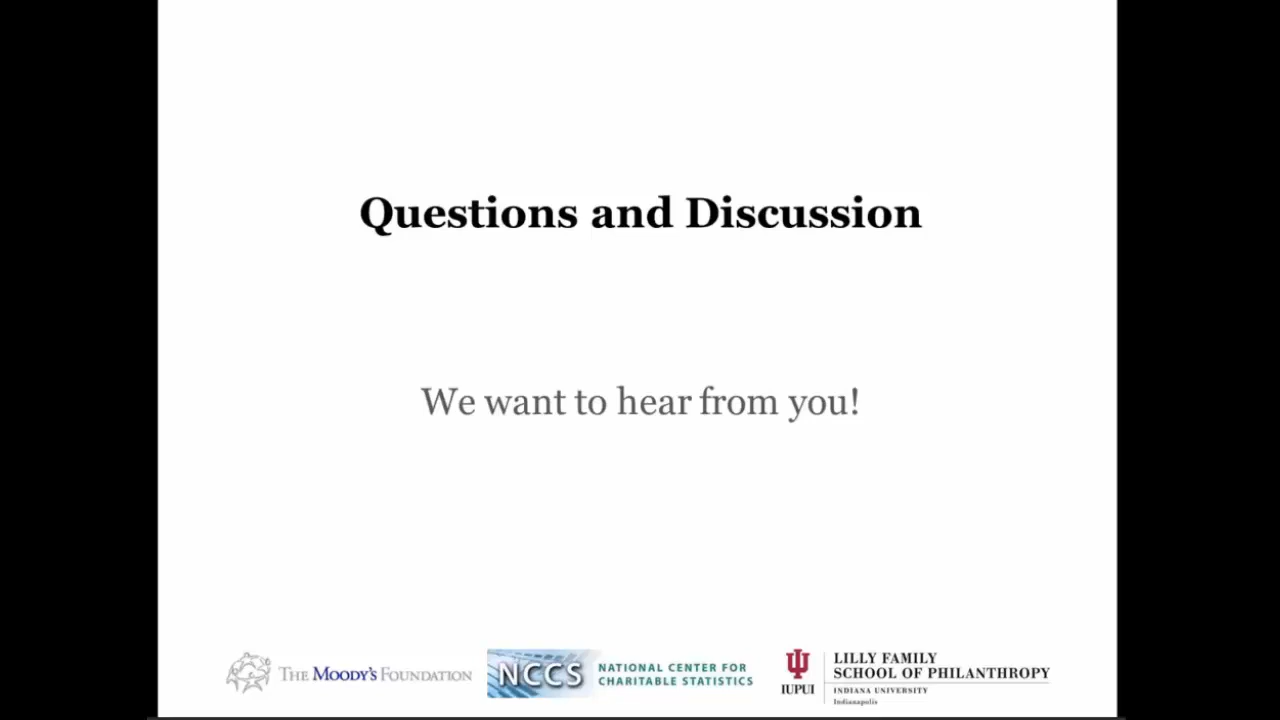 Questions and Discussion
We want to hear from you!
THE MOODY'S FOUNDATION
NCCS
NATIONAL CENTER FOR
CHARITABLE STATISTICS
IUPUI
LILLY FAMILY
SCHOOL OF PHILANTHROPY
INDIANA UNIVERSITY
Indianapolis